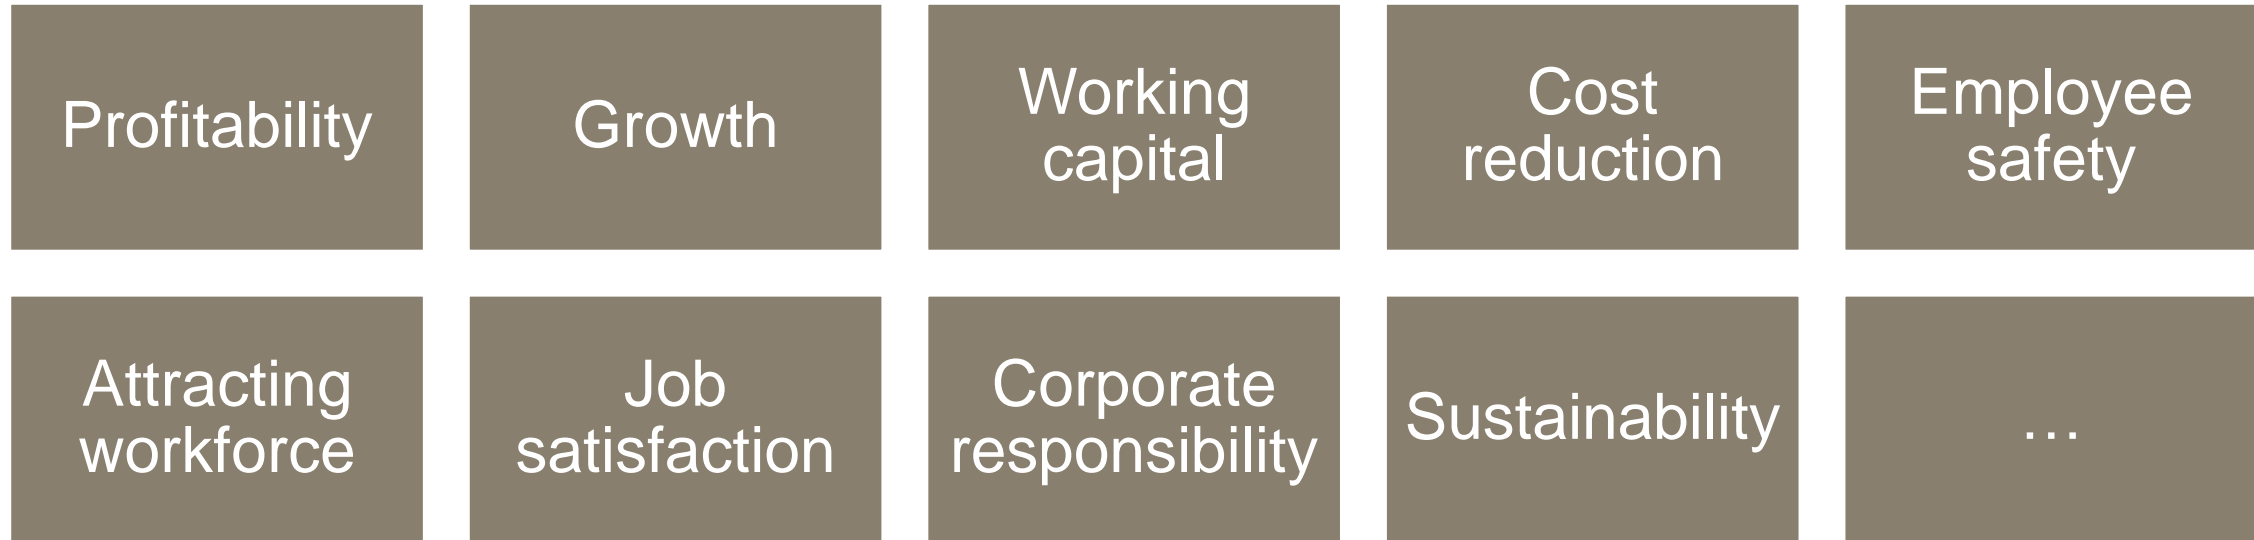 Profitability
Growth
Working
capital
Cost
reduction
Employee
safety
Attracting
workforce
Job
satisfaction
Corporate
responsibility
Sustainability
…